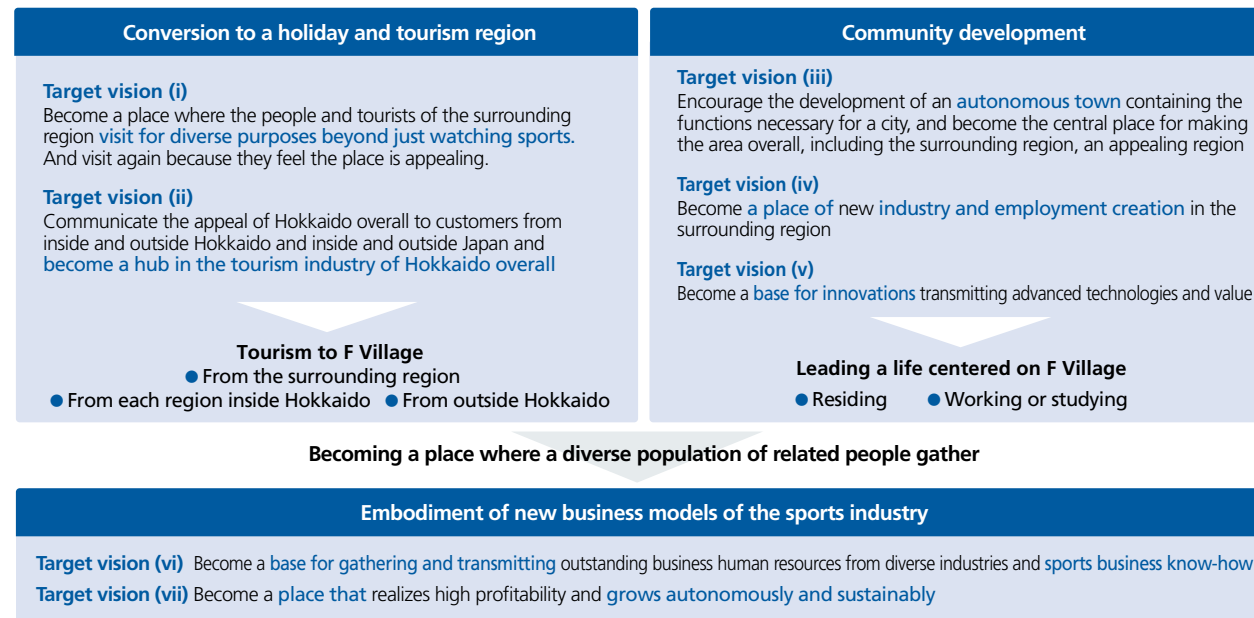 Conversion to a holiday and tourism region
Target vision (i)
Become a place where the people and tourists of the surrounding
region visit for diverse purposes beyond just watching sports.
And visit again because they feel the place is appealing.
Target vision (ii)
Communicate the appeal of Hokkaido overall to customers from
inside and outside Hokkaido and inside and outside Japan and
become a hub in the tourism industry of Hokkaido overall
Tourism to F Village
● From the surrounding region
● From each region inside Hokkaido ● From outside Hokkaido
Community development
Target vision (iii)
Encourage the development of an autonomous town containing the
functions necessary for a city, and become the central place for making
the area overall, including the surrounding region, an appealing region
Target vision (iv)
Become a place of new industry and employment creation in the
surrounding region
Target vision (v)
Become a base for innovations transmitting advanced technologies and value
Leading a life centered on F Village
● Residing ● Working or studying
Becoming a place where a diverse population of related people gather
Embodiment of new business models of the sports industry
Target vision (vi) Become a base for gathering and transmitting outstanding business human resources from diverse industries and sports business know-how
Target vision (vii) Become a place that realizes high profitability and grows autonomously and sustainably